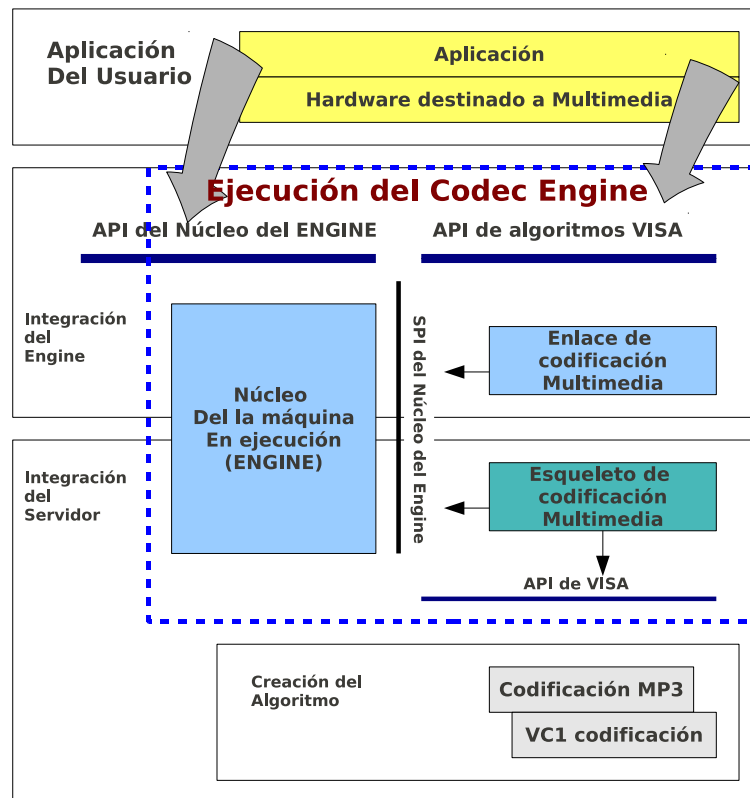 Aplicación
Del Usuario
Aplicación
Hardware destinado a Multimedia
Ejecución del Codec Engine
API del Núcleo del ENGINE
API de algoritmos VISA
Integración
del
Engine
Núcleo
Del la máquina
En ejecución
(ENGINE)
SPI del Núcleo del Engine
Enlace de
codificación
Multimedia
Integración
del
Servidor
Esqueleto de
codificación
Multimedia
API de VISA
Creación del
Algoritmo
Codificación MP3
VC1 codificación